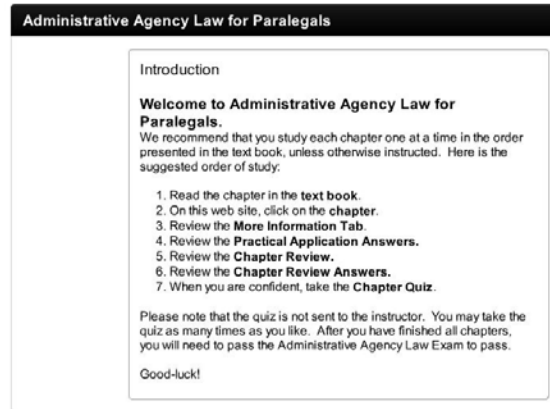 Administrative Agency Law for Paralegals
Introduction
Welcome to Administrative Agency Law for
Paralegals.
We recommend that you study each chapter one at a time in the order
presented in the text book, unless otherwise instructed.  Here is the
suggested order of study:
1. Read the chapter in the text book.
2. On this web site, click on the chapter.
3. Review the More Information Tab.
4. Review the Practical Application Answers.
5. Review the Chapter Review.
6. Review the Chapter Review Answers.
7. When you are confident, take the Chapter Quiz.
Please note that the quiz is not sent to the instructor.  You may take the
quiz as many times as you like.  After you have finished all chapters,
you will need to pass the Administrative Agency Law Exam to pass.
Good-luck!